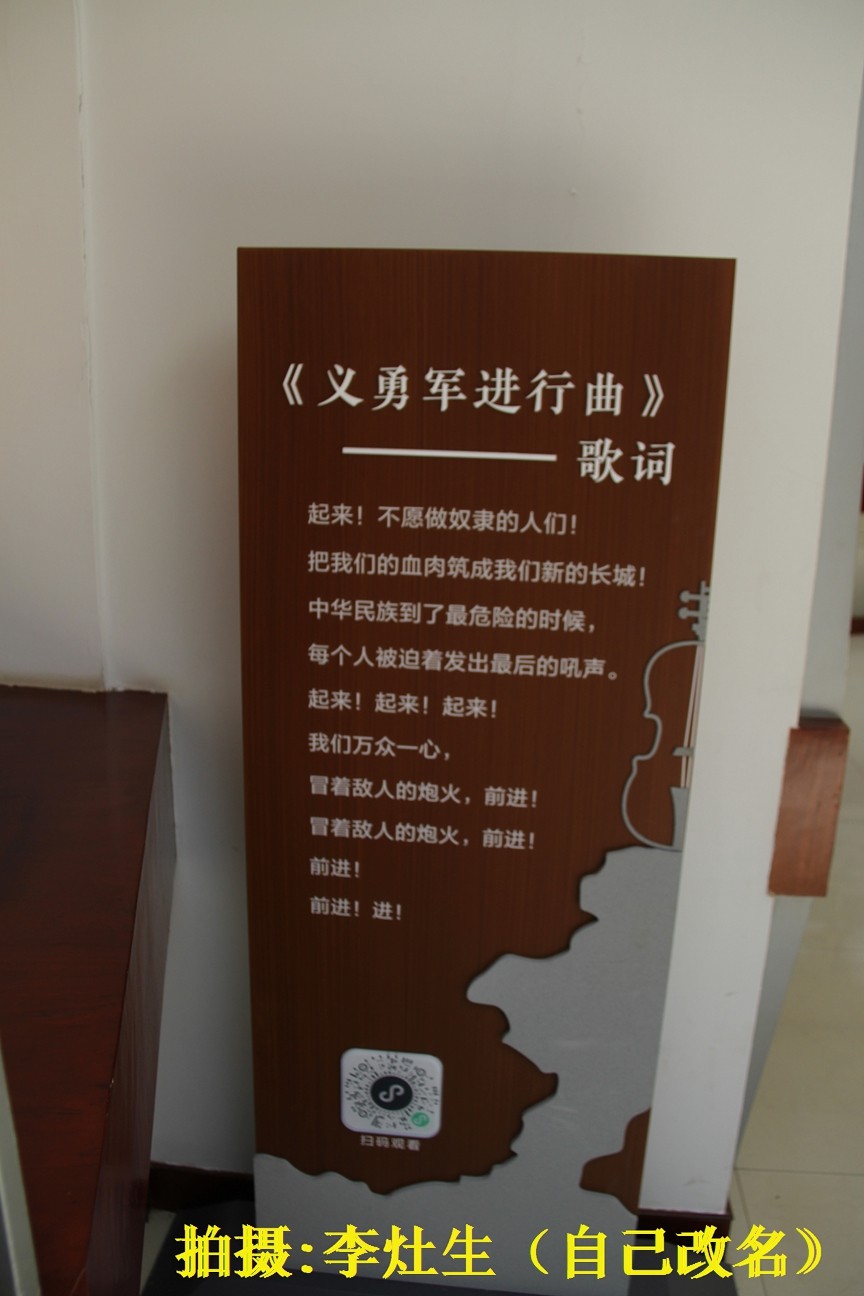 《义勇军进行曲》
——歌词
起来！不愿做奴隶的人们！
把我们的血肉筑成我们新的长城！
中华民族到了最危险的时候，
每个人被迫着发出最后的吼声。
起来！起来！起来！
我们万众一心，
冒着敌人的炮火，前进！
冒着敌人的炮火，前进！
前进！
前进！进！
扫码观看
拍摄:李灶生（自己改名》